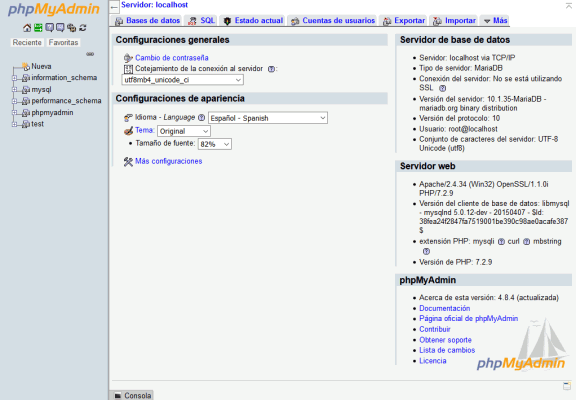 phpMyAdmin
Reciente Favoritas
Nueva
information_schema
mysql
performance_schema
phpmyadmin
test
Servidor: localhost
Bases de datos SQL Estado actual Cuentas de usuarios Exportar Importar Más
Configuraciones generales
Cambio de contraseña
Cotejamiento de la conexión al servidor :
utf8mb4_unicode_ci
Configuraciones de apariencia
Idioma - Language Español - Spanish
Tema: Original
Tamaño de fuente: 82%
Más configuraciones
Servidor de base de datos
Servidor: localhost via TCP/IP
Tipo de servidor: MariaDB
Conexión del servidor: No se está utilizando
SSL
Versión del servidor: 10.1.35-MariaDB -
mariadb.org binary distribution
Versión del protocolo: 10
Usuario: root@localhost
Conjunto de caracteres del servidor: UTF-8
Unicode (utf8)
Servidor web
Apache/2.4.34 (Win32) OpenSSL/1.1.0i
PHP/7.2.9
Versión del cliente de base de datos: libmysql
- mysqlnd 5.0.12-dev - 20150407 - $Id:
38fea24f2847fa7519001be390c98ae0acafe387
$
extensión PHP: mysqli curl mbstring
Versión de PHP: 7.2.9
phpMyAdmin
Acerca de esta versión: 4.8.4 (actualizada)
Documentación
Página oficial de phpMyAdmin
Contribuir
Obtener soporte
Lista de cambios
Licencia
phpMyAdmin
Consola